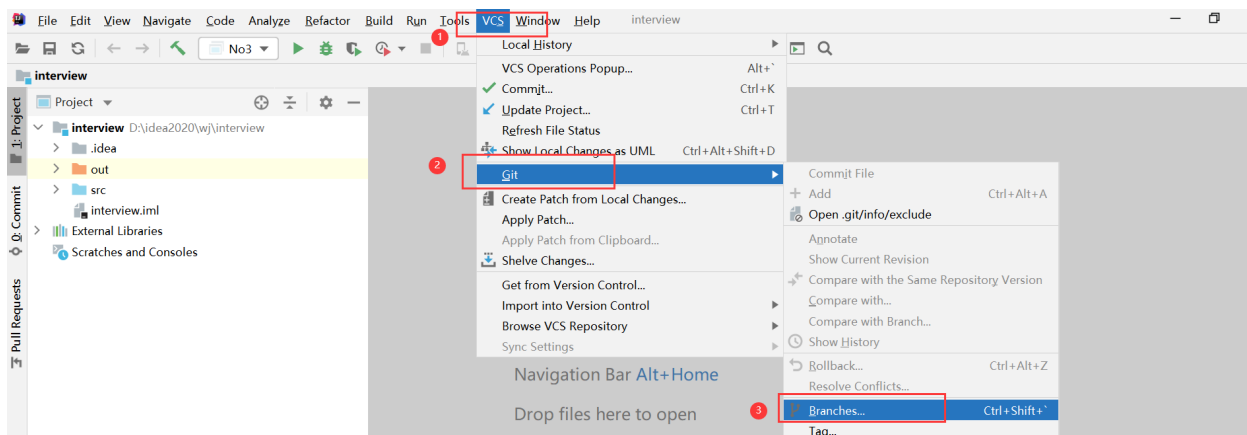 File Edit View Navigate Code Analyze Refactor Build Run Tools VCS Window Help interview
1
No3
Local History
interview
VCS Operations Popup... Alt+`
Project
Commit... Ctrl+K
interview D:\idea2020\wj\interview
Update Project... Ctrl+T
.idea
Refresh File Status
out
Show Local Changes as UML Ctrl+Alt+Shift+D
2
Git
Commit File
src
Add Ctrl+Alt+A
interview.iml
Create Patch from Local Changes...
Open .git/info/exclude
External Libraries
Apply Patch...
Scratches and Consoles
Apply Patch from Clipboard...
Annotate
Shelve Changes...
Show Current Revision
Get from Version Control...
Compare with the Same Repository Version
Import into Version Control
Compare with...
Browse VCS Repository
Compare with Branch...
Sync Settings
Show History
Navigation Bar Alt+Home
Rollback... Ctrl+Alt+Z
Resolve Conflicts...
Drop files here to open
3
Branches... Ctrl+Shift+`
Tag...
1: Project
0: Commit
Pull Requests